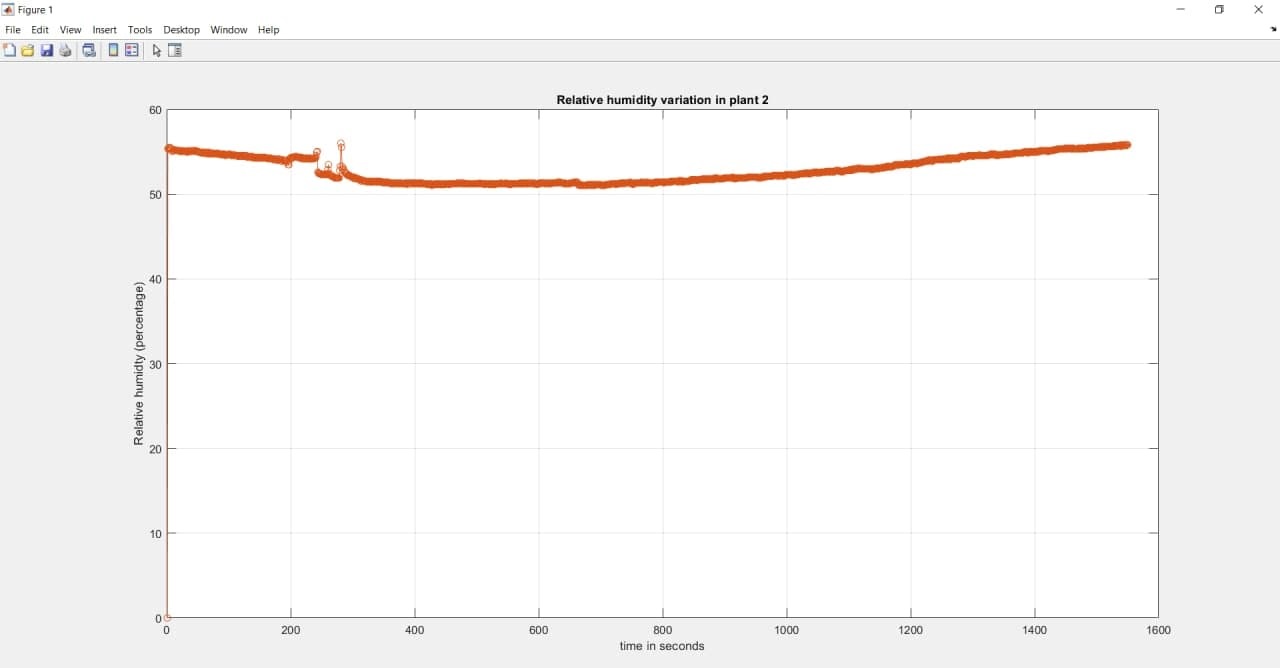 Figure 1
File Edit View Insert Tools Desktop Window Help
Relative humidity variation in plant 2
60
50
40
30
20
10
0
Relative humidty (percentage)
0 200 400 600 800 1000 1200 1400 1600
time in seconds